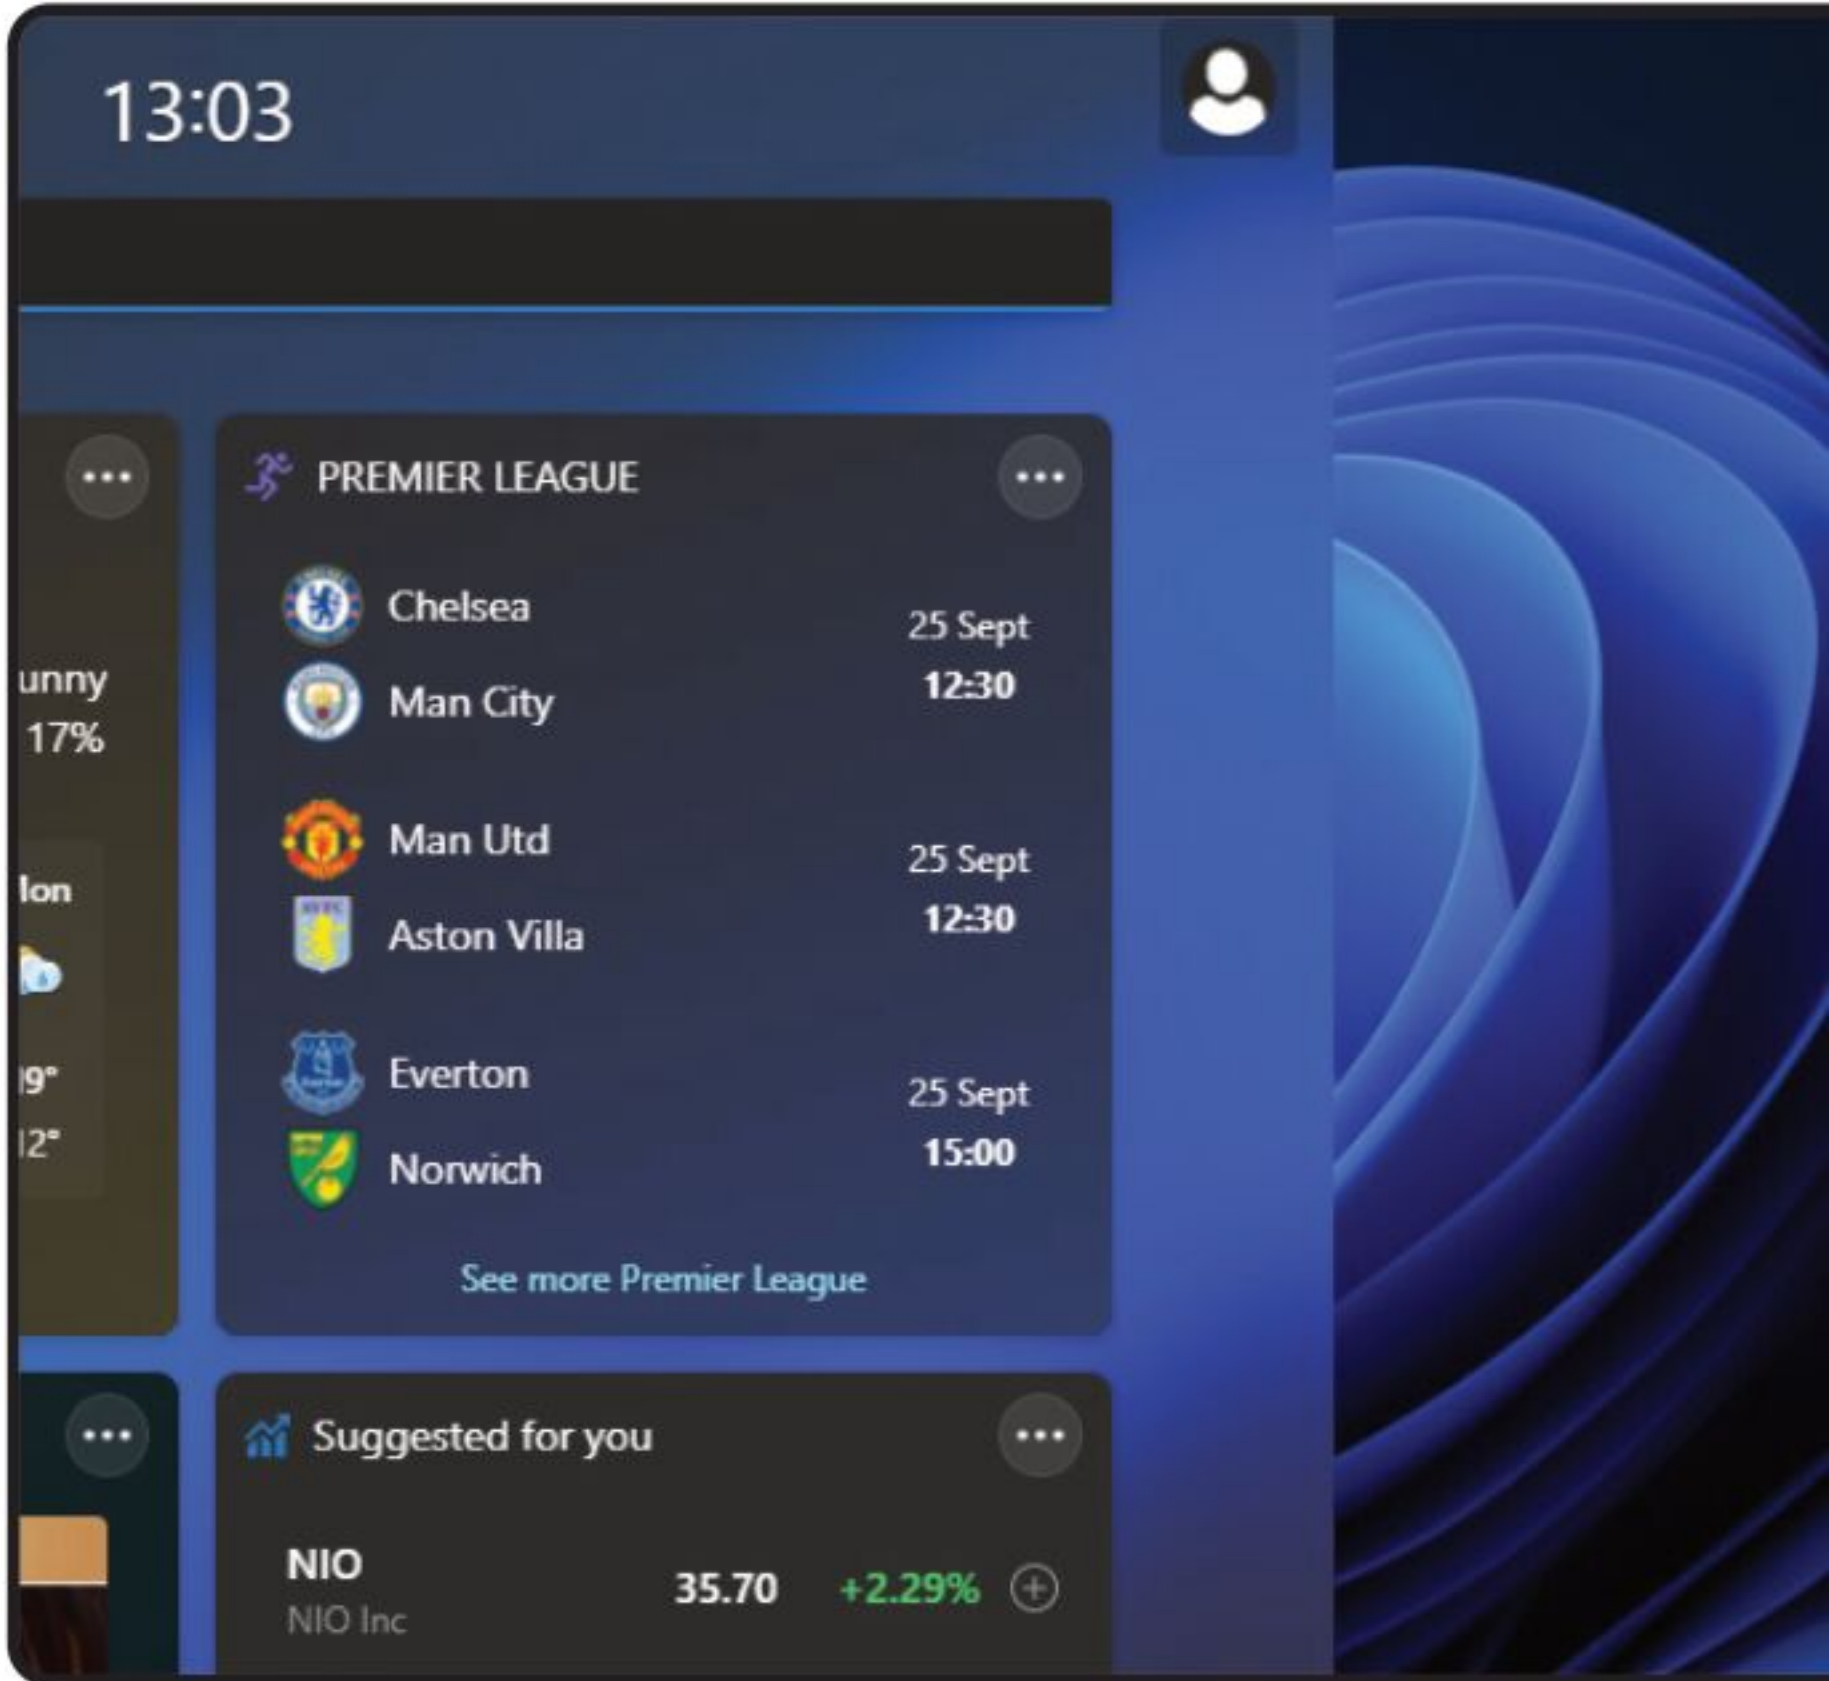 13:03
PREMIER LEAGUE
Chelsea
25 Sept
Man City
12:30
unny
17%
Man Utd
25 Sept
Aston Villa
12:30
Everton
25 Sept
Norwich
15:00
12°
See more Premier League
Suggested for you
NIO
35.70 +2.29%
NIO Inc